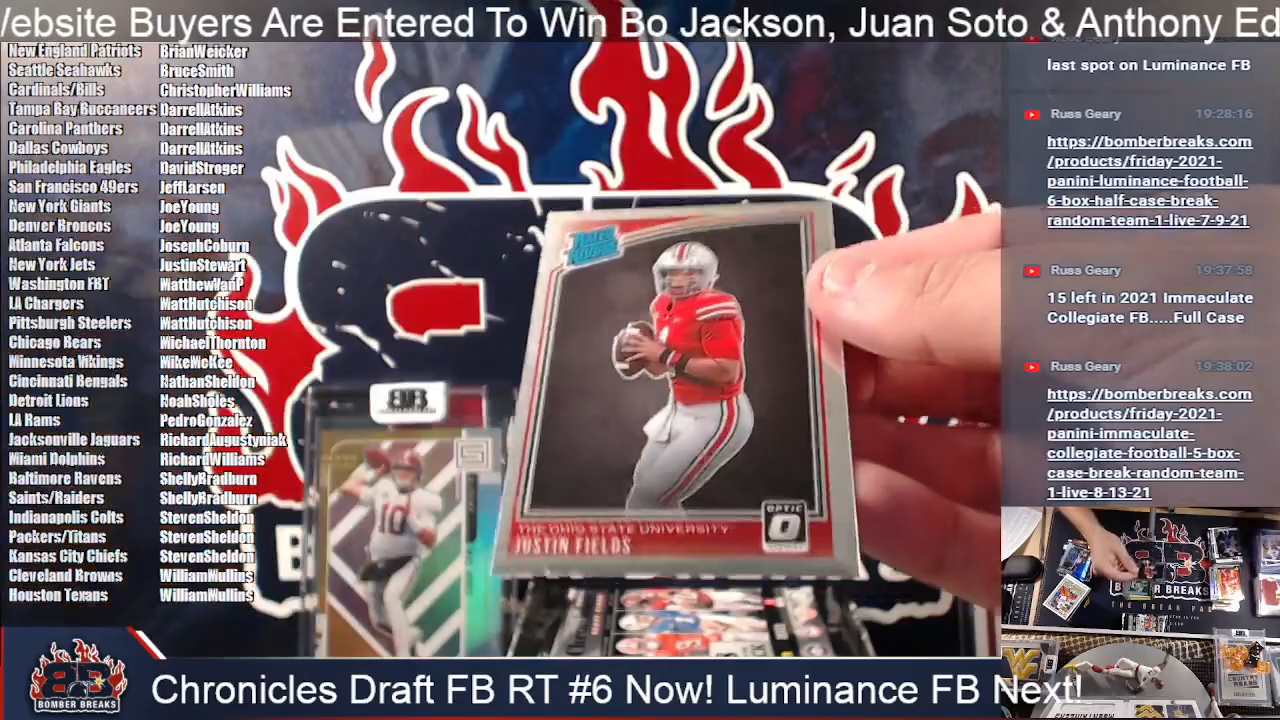 Website Buyers Are Entered To Win Bo Jackson, Juan Soto & Anthony Ed
New England Patriots BrianWeicker
Seattle Seahawks BruceSmith
Cardinals/Bills ChristopherWilliams
Tampa Bay Buccaneers DarrellAtkins
Carolina Panthers DarrellAtkins
Dallas Cowboys DarrellAtkins
Philadelphia Eagles DavidStroger
San Francisco 49ers JeffLarsen
New York Giants JoeYoung
Denver Broncos JoeYoung
Atlanta Falcons JosephCoburn
New York Jets JustinStewart
Washington FBT MatthewVanP
LA Chargers MattHutchison
Pittsburgh Steelers MattHutchison
Chicago Bears MichaelThornton
Minnesota Vikings MikeMcKee
Cincinnati Bengals NathanSheldon
Detroit Lions NoahSholes
LA Rams PedroGonzalez
Jacksonville Jaguars RichardAugustyniak
Miami Dolphins RichardWilliams
Baltimore Ravens ShellyBradburn
Saints/Raiders ShellyBradburn
Indianapolis Colts StevenSheldon
Packers/Titans StevenSheldon
Kansas City Chiefs StevenSheldon
Cleveland Browns WilliamMullins
Houston Texans WilliamMullins
RATED
ROOKIE
OPTIC
THE OHIO STATE UNIVERSITY
JUSTIN FIELDS
BB
10
S
last spot on Luminance FB
Russ Geary 19:28:16
https://bomberbreaks.com
/products/friday-2021-
panini-luminance-football-
6-box-half-case-break-
random-team-1-live-7-9-21
Russ Geary 19:37:58
15 left in 2021 Immaculate
Collegiate FB.....Full Case
Russ Geary 19:38:02
https://bomberbreaks.com
/products/friday-2021-
panini-immaculate-
collegiate-football-5-box-
case-break-random-team-
1-live-8-13-21
BB
BOMBER BREAKS
Chronicles Draft FB RT #6 Now! Luminance FB Next!